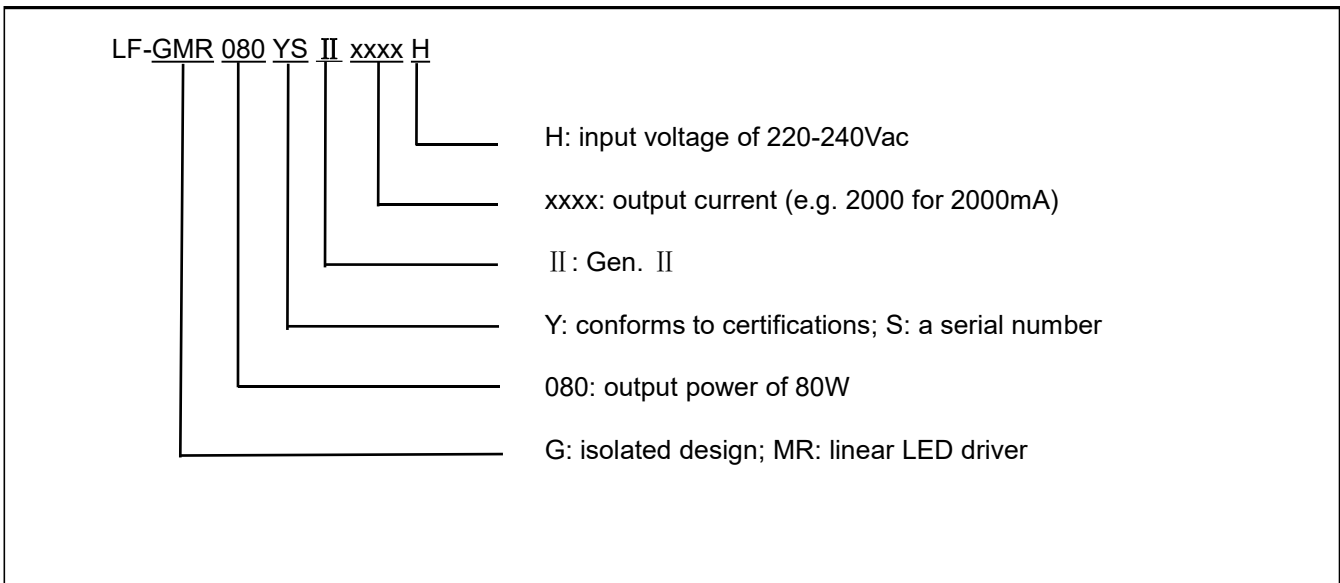 LF-GMR 080 YS Ⅱ xxxx H
H: input voltage of 220-240Vac
xxxx: output current (e.g. 2000 for 2000mA)
Ⅱ: Gen. Ⅱ
Y: conforms to certifications; S: a serial number
080: output power of 80W
G: isolated design; MR: linear LED driver